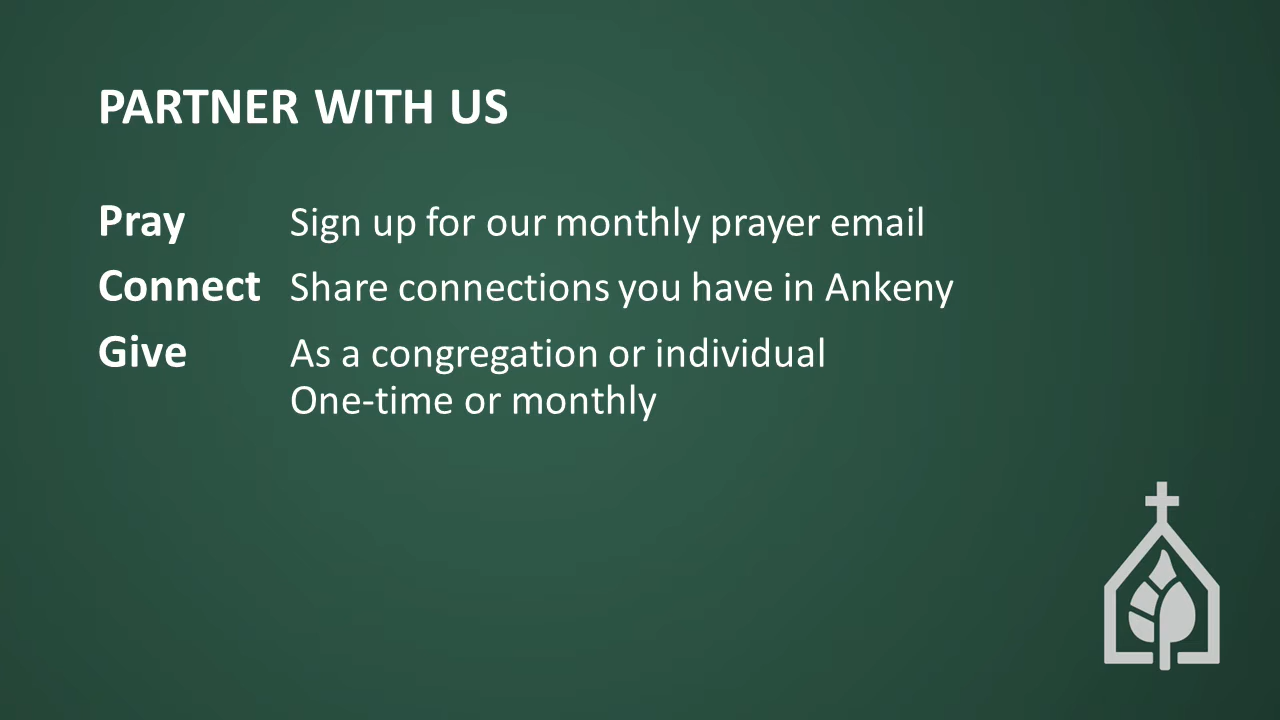 PARTNER WITH US
Pray Sign up for our monthly prayer email
Connect Share connections you have in Ankeny
Give As a congregation or individual
One-time or monthly